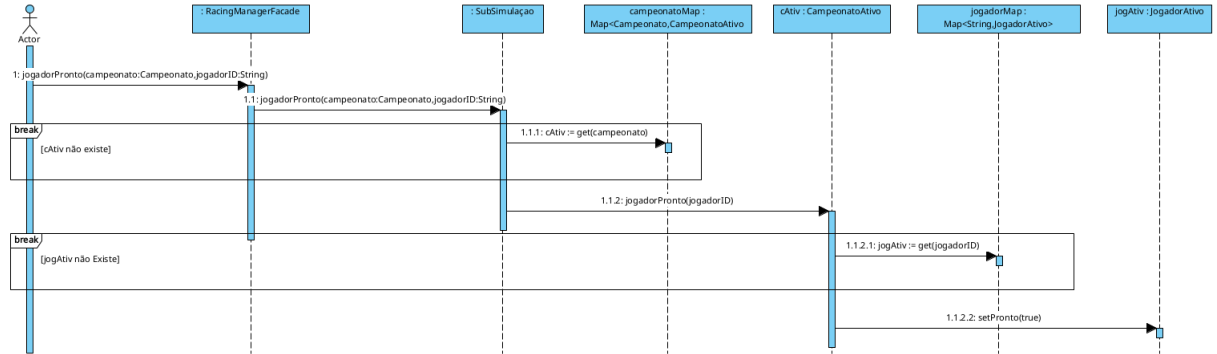 : RacingManagerFacade
: SubSimulaçao
campeonatoMap :
Map<Campeonato,CampeonatoAtivo
cAtiv : CampeonatoAtivo
jogadorMap :
Map<String,JogadorAtivo>
jogAtiv : JogadorAtivo
Actor
1: jogadorPronto(campeonato:Campeonato,jogadorID:String)
1.1: jogadorPronto(campeonato:Campeonato,jogadorID:String)
break
1.1.1: cAtiv := get(campeonato)
[cAtiv não existe]
1.1.2: jogadorPronto(jogadorID)
break
1.1.2.1: jogAtiv := get(jogadorID)
[jogAtiv não Existe]
1.1.2.2: setPronto(true)